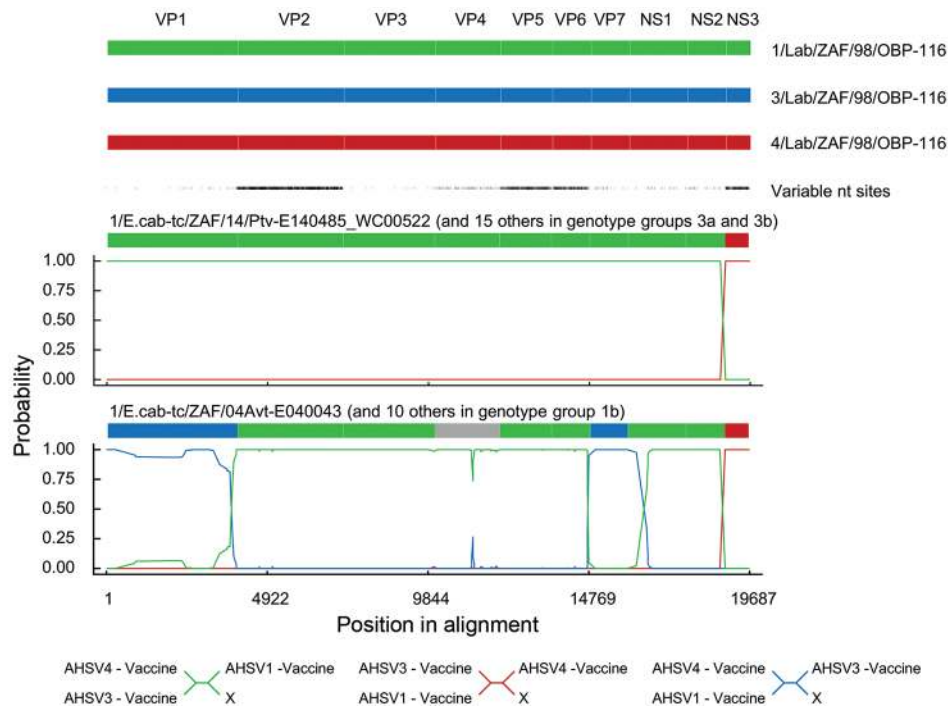 VP1 VP2 VP3 VP4 VP5 VP6 VP7 NS1 NS2 NS3
1/Lab/ZAF/98/OBP-116
3/Lab/ZAF/98/OBP-116
4/Lab/ZAF/98/OBP-116
Variable nt sites
1/E.cab-tc/ZAF/14/Ptv-E140485_WC00522 (and 15 others in genotype groups 3a and 3b)
1.00
0.75
0.50
0.25
0.00
Probability
1/E.cab-tc/ZAF/04Avt-E040043 (and 10 others in genotype group 1b)
1.00
0.75
0.50
0.25
0.00
1 4922 9844 14769 19687
Position in alignment
AHSV4 - Vaccine AHSV1 -Vaccine AHSV3 - Vaccine AHSV4 - Vaccine AHSV4 - Vaccine AHSV3 - Vaccine
AHSV3 - Vaccine X AHSV1 - Vaccine X AHSV1 - Vaccine X